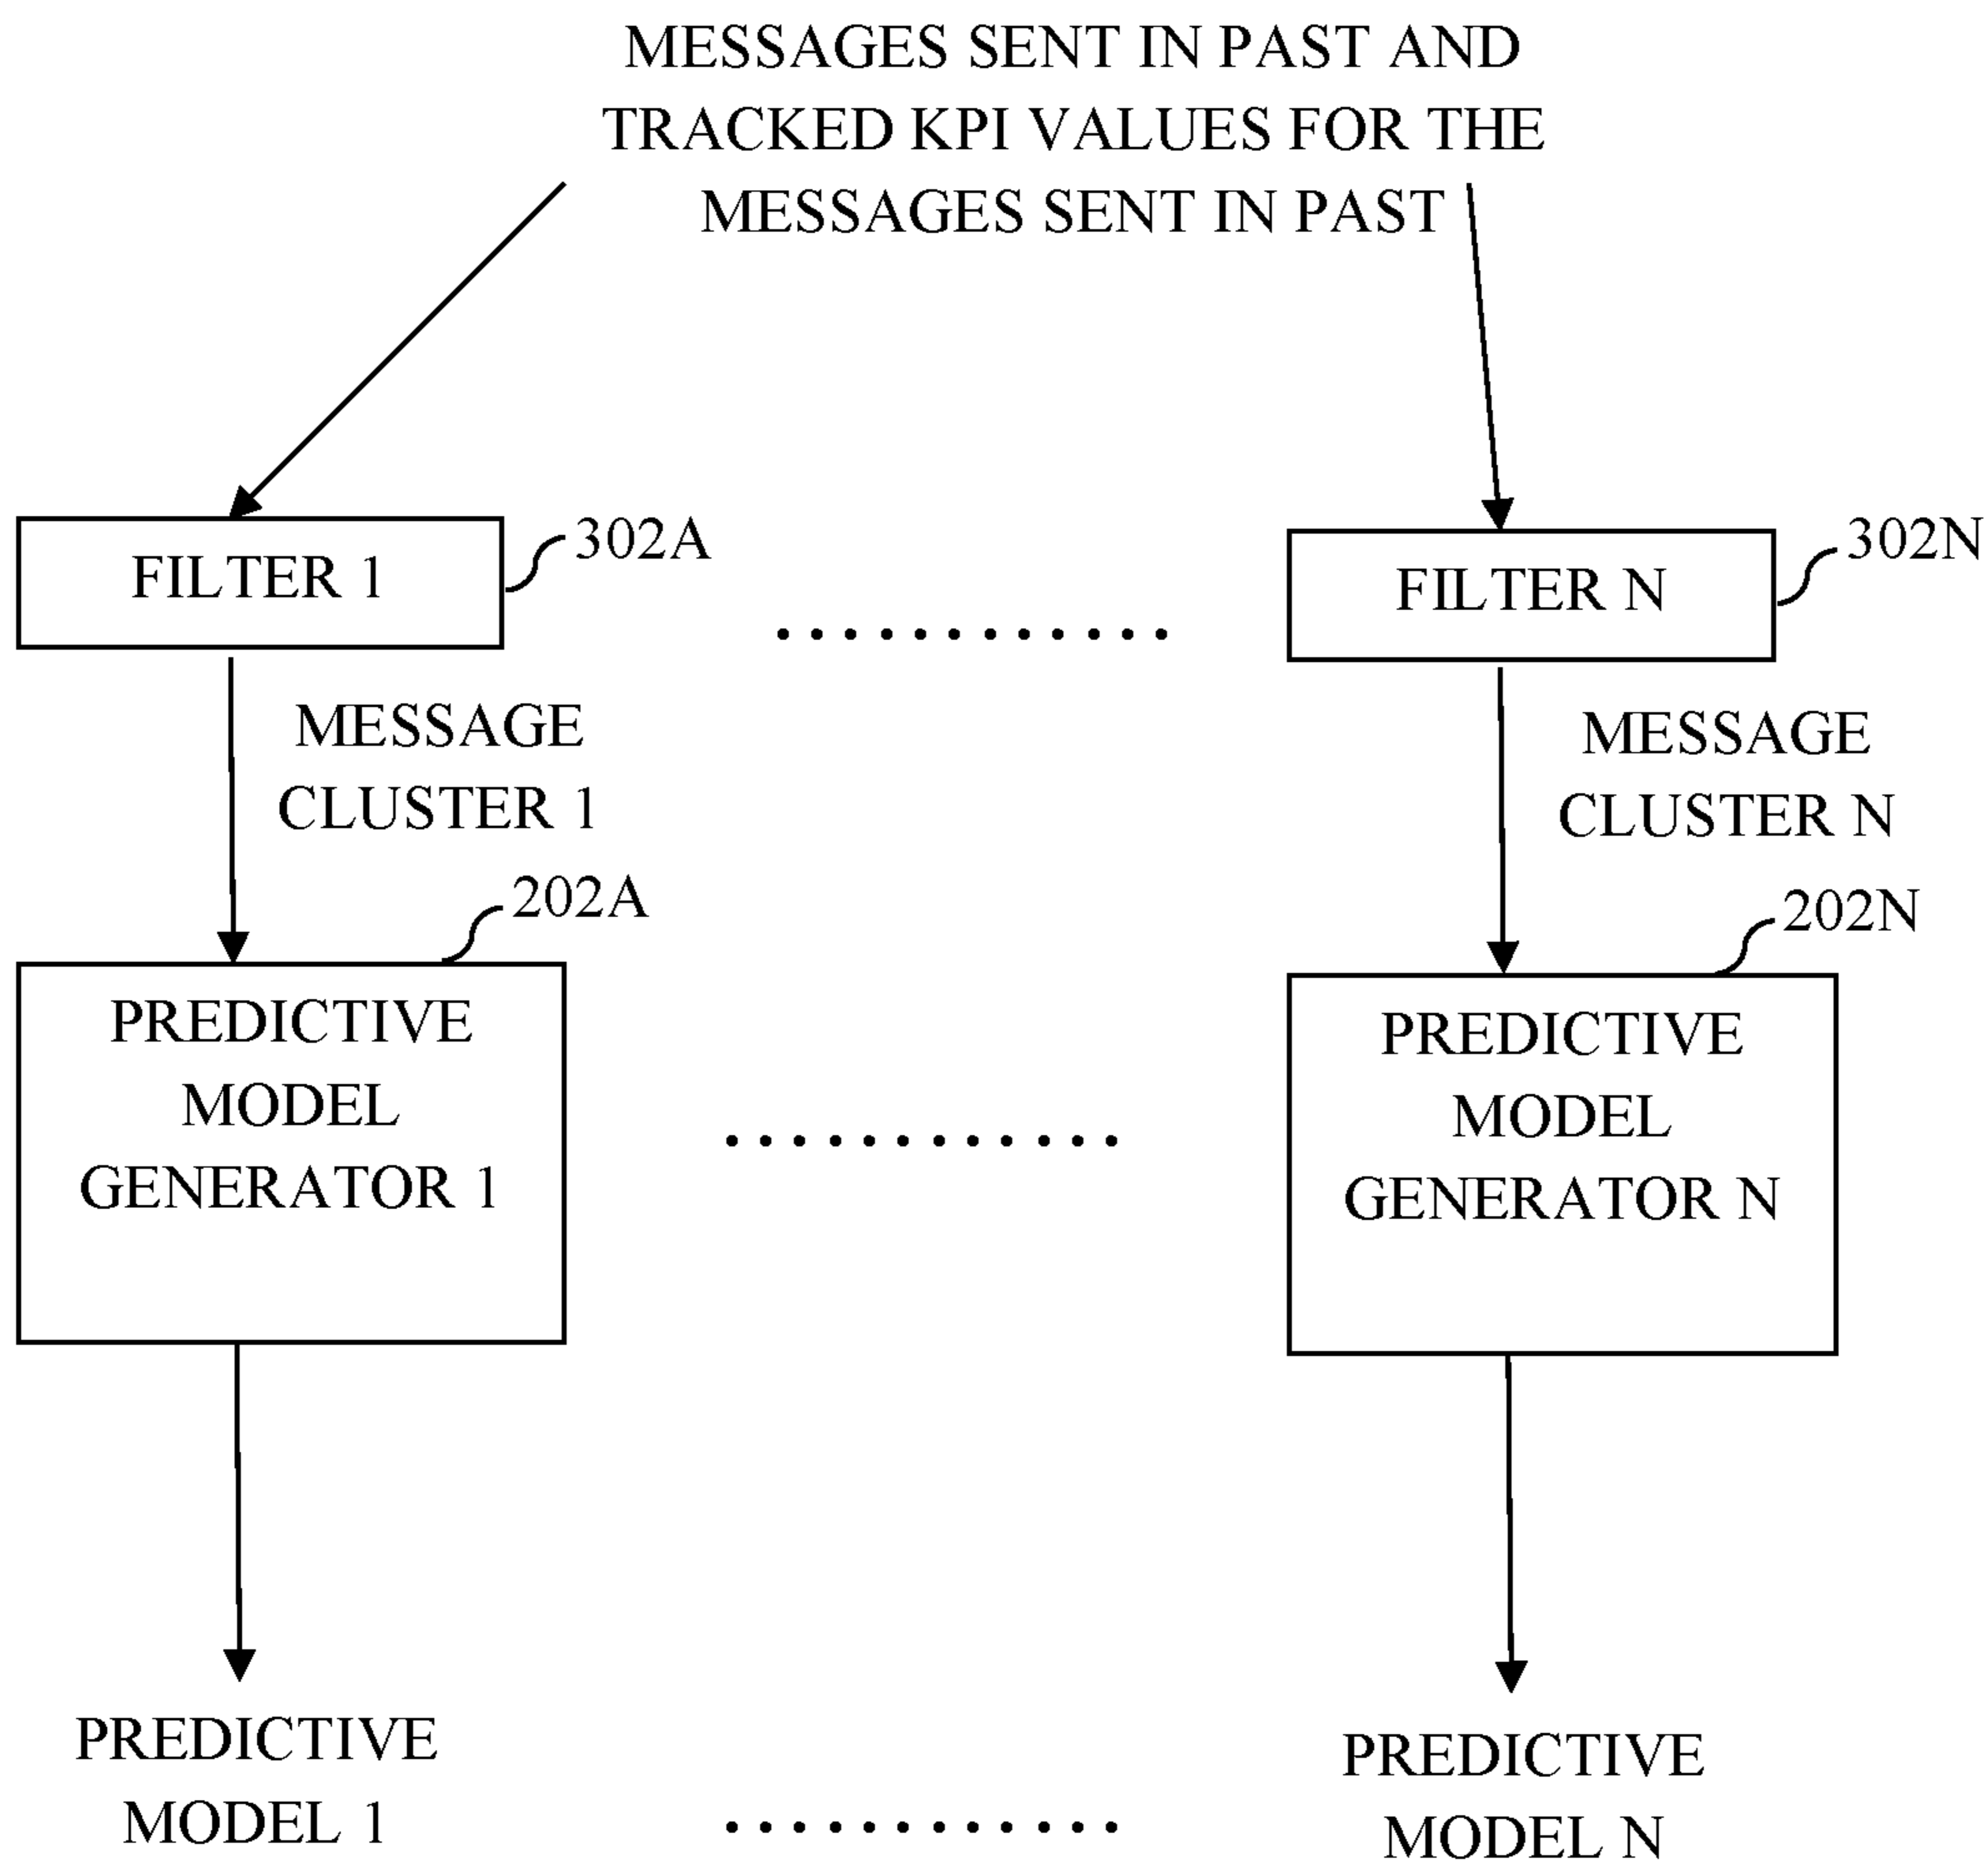 MESSAGES SENT IN PAST AND
TRACKED KPI VALUES FOR THE
MESSAGES SENT IN PAST
FILTER 1
302A
FILTER N
302N
MESSAGE
CLUSTER 1
MESSAGE
CLUSTER N
202A
202N
PREDICTIVE
MODEL
GENERATOR 1
PREDICTIVE
MODEL
GENERATOR N
PREDICTIVE
MODEL 1
PREDICTIVE
MODEL N